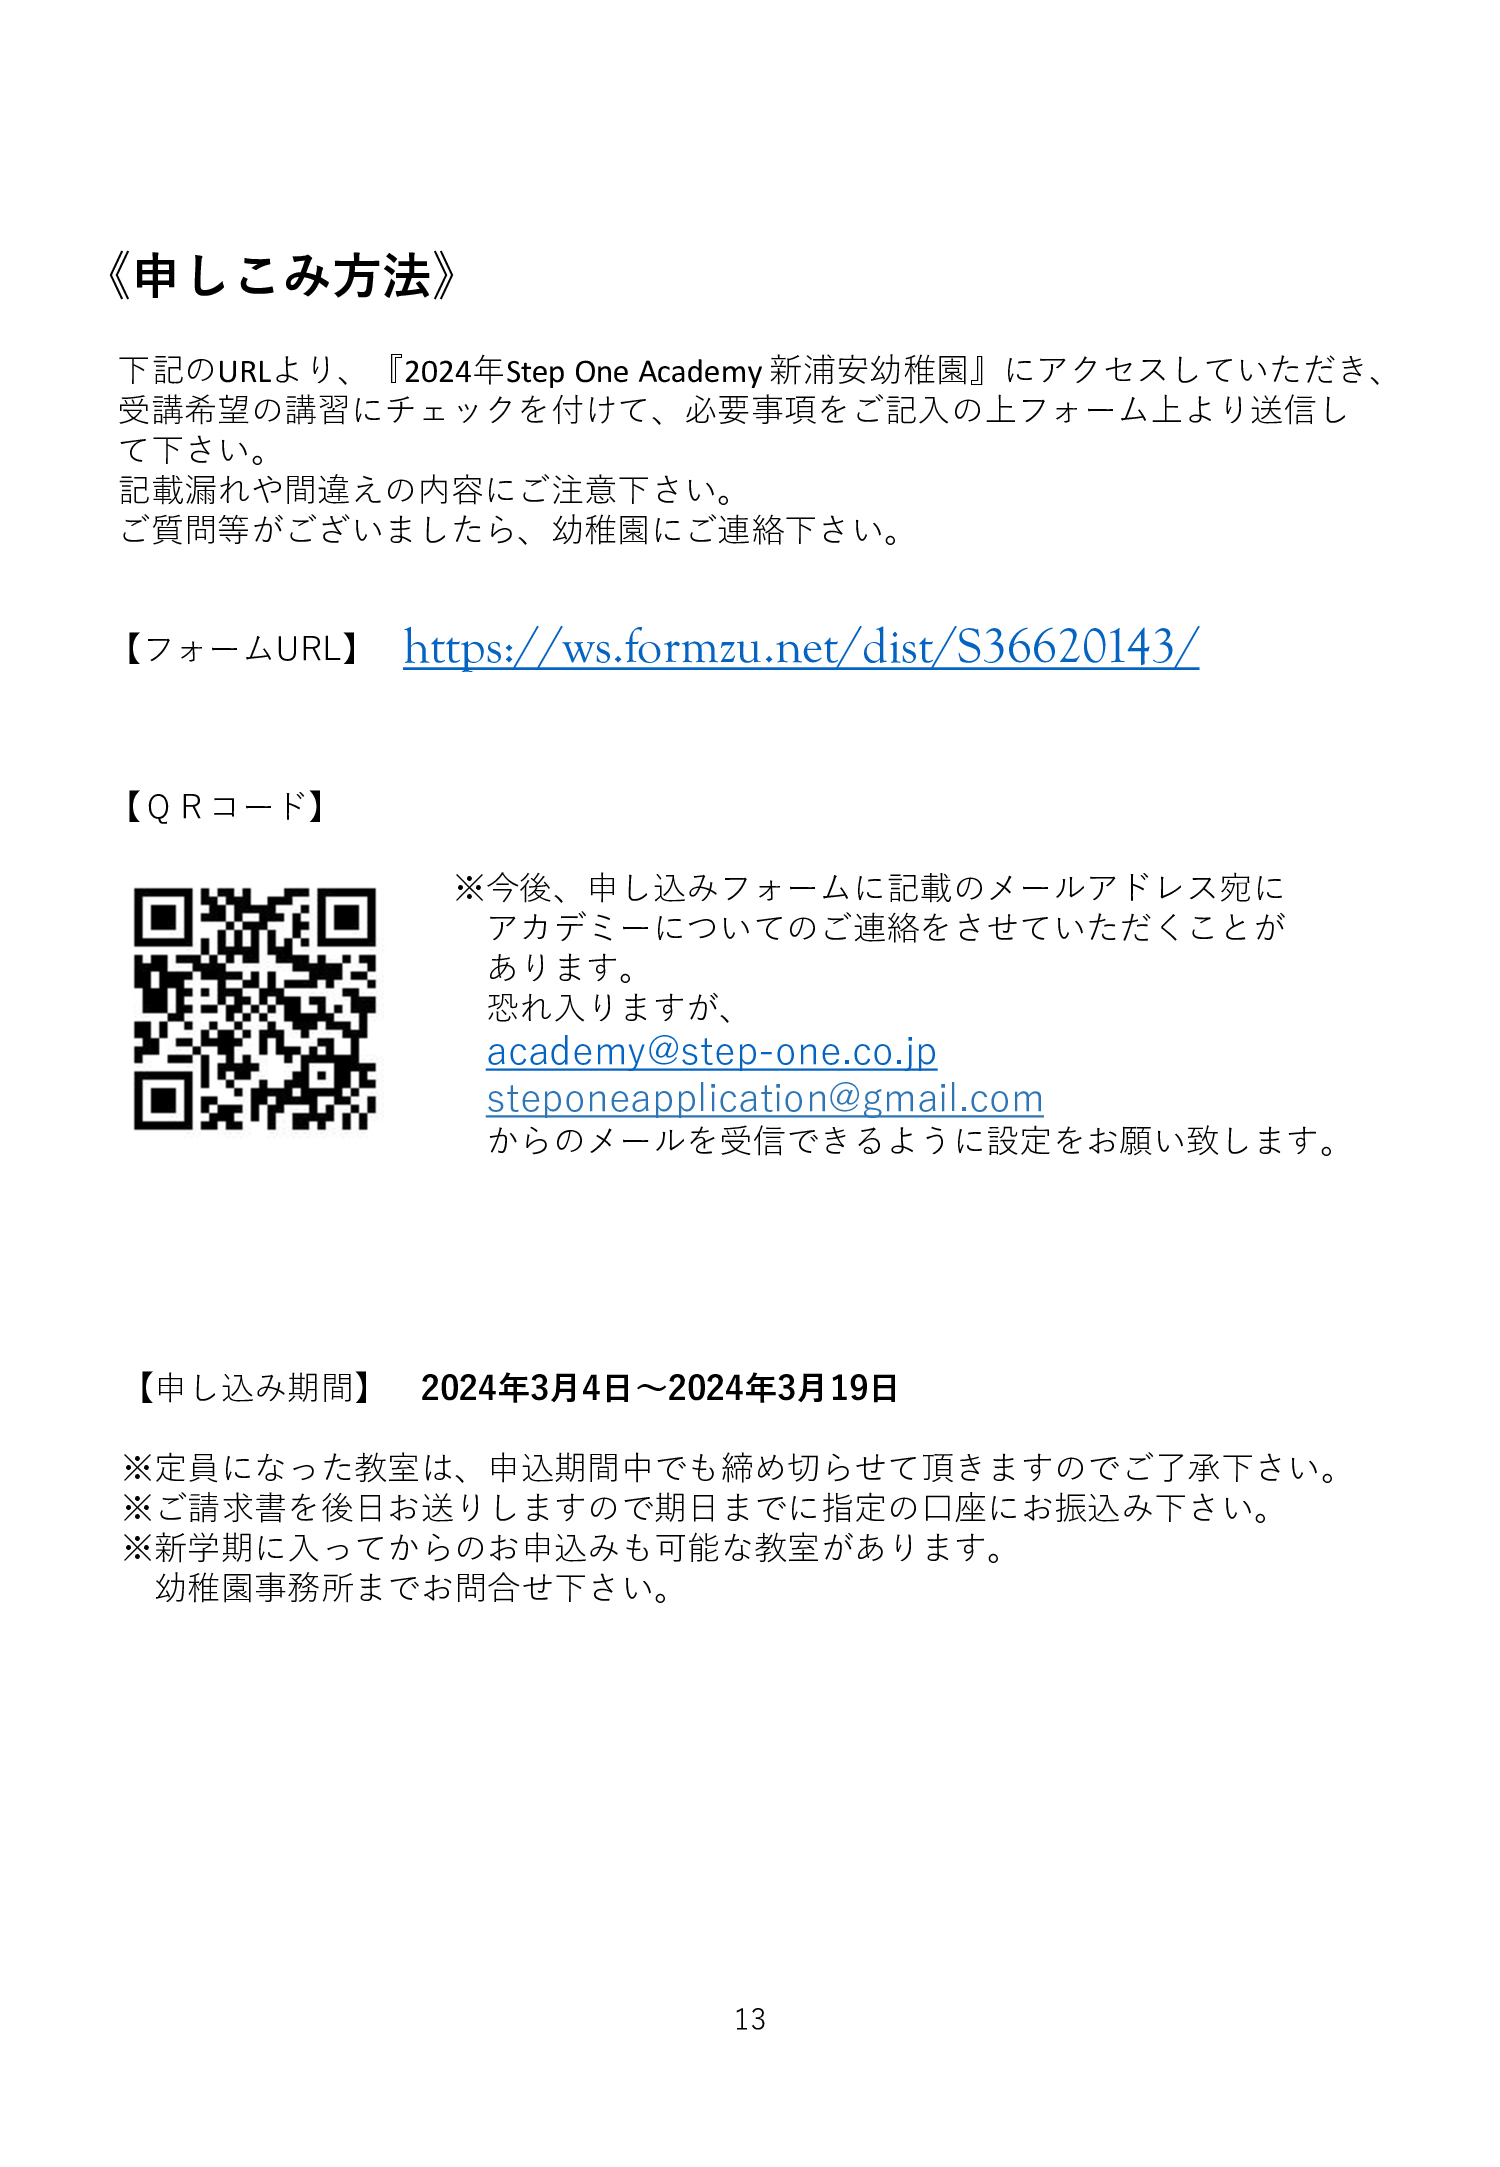 《申しこみ方法》
下記のURLより、『2024年Step One Academy 新浦安幼稚園』にアクセスしていただき、
受講希望の講習にチェックを付けて、必要事項をご記入の上フォーム上より送信し
て下さい。
記載漏れや間違えの内容にご注意下さい。
ご質問等がございましたら、幼稚園にご連絡下さい。
【フォームURL】 https://ws.formzu.net/dist/S36620143/
【ＱＲコード】
※今後、申し込みフォームに記載のメールアドレス宛に
アカデミーについてのご連絡をさせていただくことが
あります。
恐れ入りますが、
academy@step-one.co.jp
steponeapplication@gmail.com
からのメールを受信できるように設定をお願い致します。
【申し込み期間】 2024年3月4日～2024年3月19日
※定員になった教室は、申込期間中でも締め切らせて頂きますのでご了承下さい。
※ご請求書を後日お送りしますので期日までに指定の口座にお振込み下さい。
※新学期に入ってからのお申込みも可能な教室があります。
幼稚園事務所までお問合せ下さい。
13